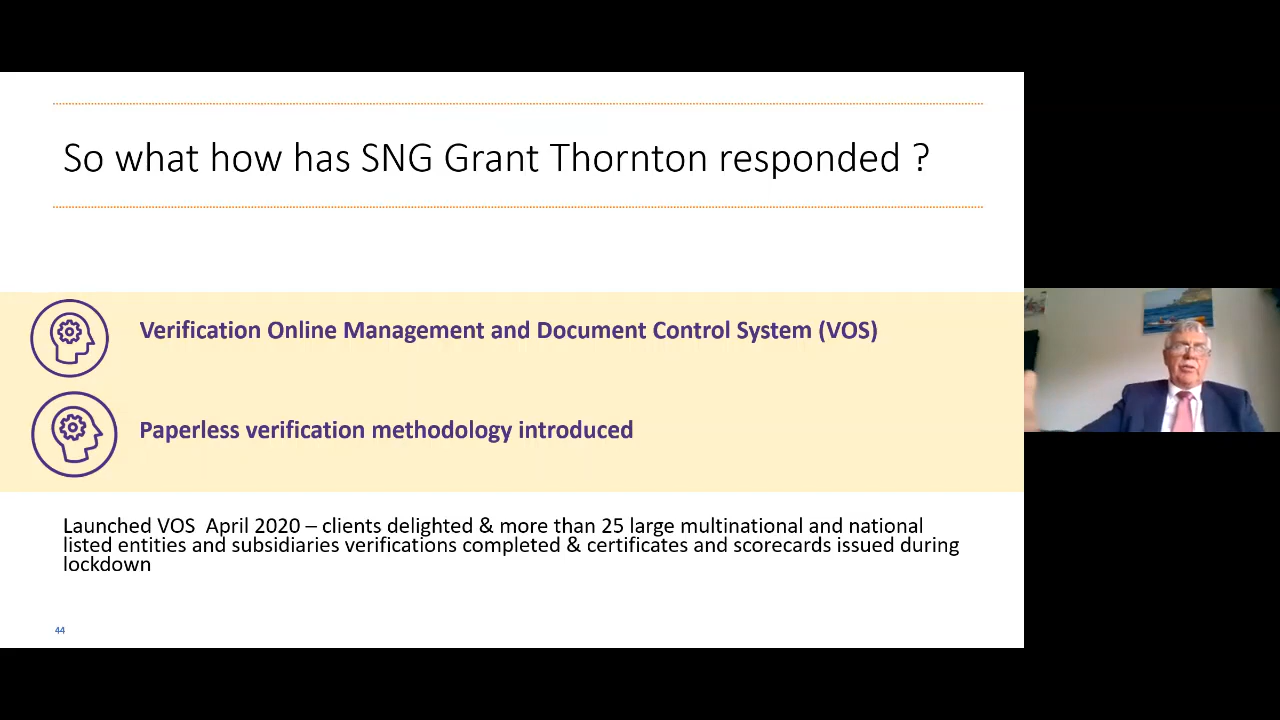 So what how has SNG Grant Thornton responded ?
Verification Online Management and Document Control System (VOS)
Paperless verification methodology introduced
Launched VOS  April 2020 – clients delighted & more than 25 large multinational and national
listed entities and subsidiaries verifications completed & certificates and scorecards issued during
lockdown
44